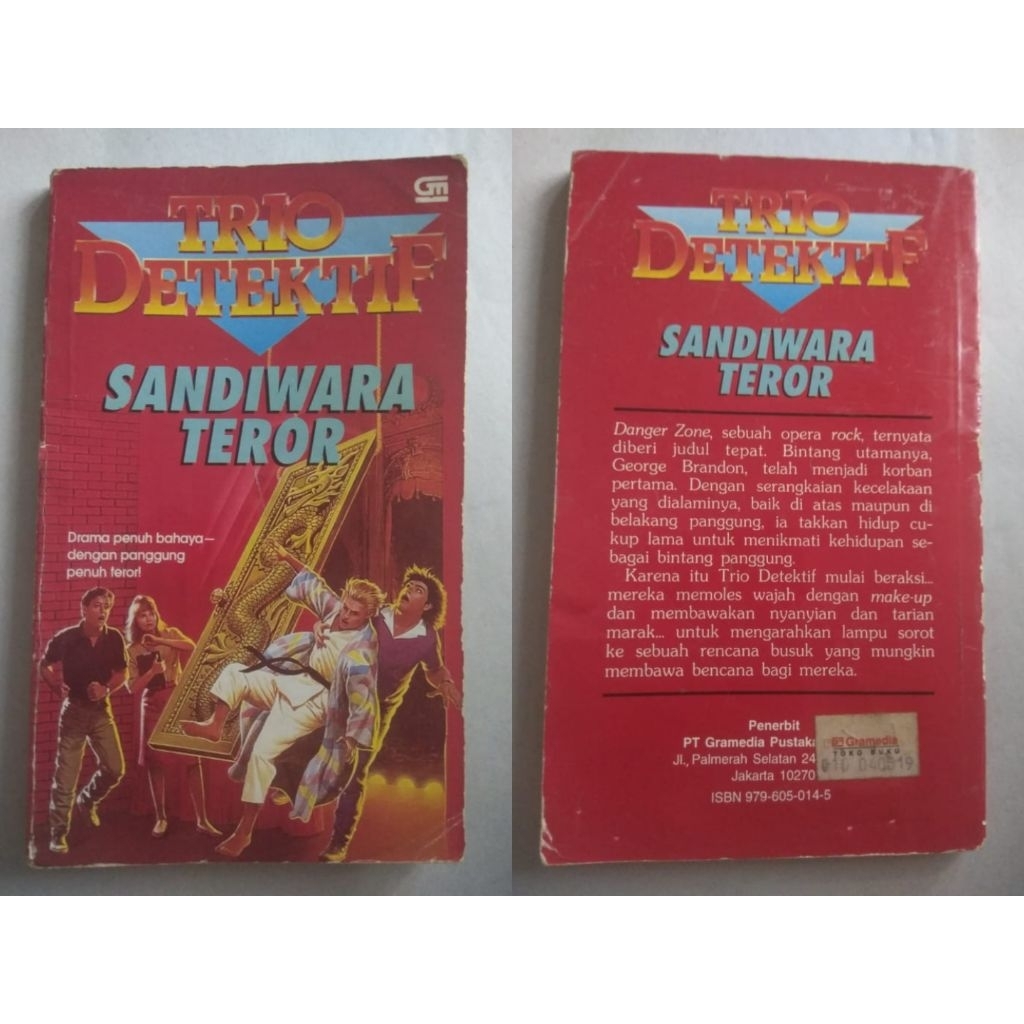 GM
TRIO
DETEKTIF
SANDIWARA
TEROR
Drama penuh bahaya—
dengan panggung
penuh teror!
TRIO
DETEKTIF
SANDIWARA
TEROR
Danger Zone, sebuah opera rock, ternyata
diberi judul tepat. Bintang utamanya,
George Brandon, telah menjadi korban
pertama. Dengan serangkaian kecelakaan
yang dialaminya, baik di atas maupun di
belakang panggung, ia takkan hidup cu-
kup lama untuk menikmati kehidupan se-
bagai bintang panggung.
Karena itu Trio Detektif mulai beraksi...
mereka memoles wajah dengan make-up
dan membawakan nyanyian dan tarian
marak... untuk mengarahkan lampu sorot
ke sebuah rencana busuk yang mungkin
membawa bencana bagi mereka.
Penerbit
PT Gramedia Pustaka
Jl., Palmerah Selatan 24
Jakarta 10270
ISBN 979-605-014-5
Gramedia
TOKO BUKU